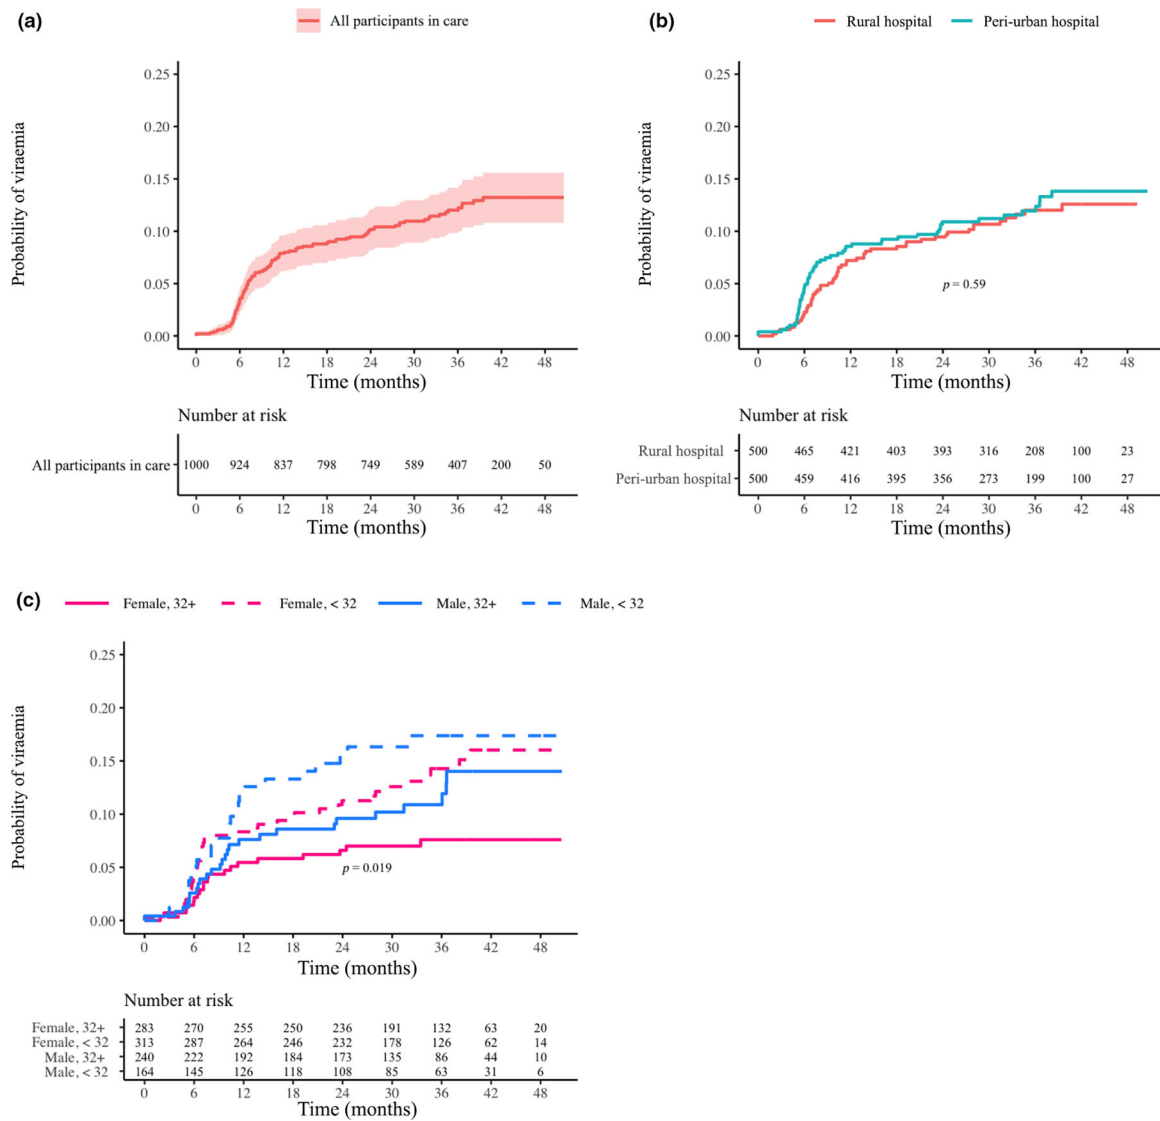 (a)
All participants in care
0.25
0.20
0.15
0.10
0.05
0.00
Probability of viraemia
0 6 12 18 24 30 36 42 48
Time (months)
Number at risk
All participants in care 1000 924 837 798 749 589 407 200 50
0 6 12 18 24 30 36 42 48
Time (months)
(b)
Rural hospital Peri-urban hospital
0.25
0.20
0.15
0.10
0.05
0.00
Probability of viraemia
p = 0.59
0 6 12 18 24 30 36 42 48
Time (months)
Number at risk
Rural hospital 500 465 421 403 393 316 208 100 23
Peri-urban hospital 500 459 416 395 356 273 199 100 27
0 6 12 18 24 30 36 42 48
Time (months)
(c)
Female, 32+ Female, < 32 Male, 32+ Male, < 32
0.25
0.20
0.15
0.10
0.05
0.00
Probability of viraemia
p = 0.019
0 6 12 18 24 30 36 42 48
Time (months)
Number at risk
Female, 32+ 283 270 255 250 236 191 132 63 20
Female, < 32 313 287 264 246 232 178 126 62 14
Male, 32+ 240 222 192 184 173 135 86 44 10
Male, < 32 164 145 126 118 108 85 63 31 6
0 6 12 18 24 30 36 42 48
Time (months)